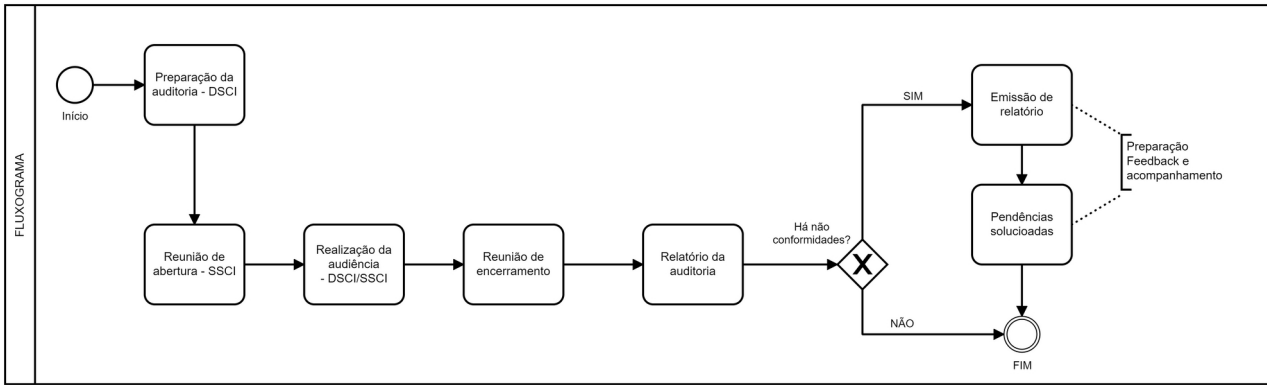 FLUXOGRAMA
Início
Preparação da
auditoria - DSCI
Reunião de
abertura - SSCI
Realização da
audiência
- DSCI/SSCI
Reunião de
encerramento
Relatório da
auditoria
Há não
conformidades?
X
SIM
NÃO
Emissão de
relatório
Pendências
solucioadas
Preparação
Feedback e
acompanhamento
FIM